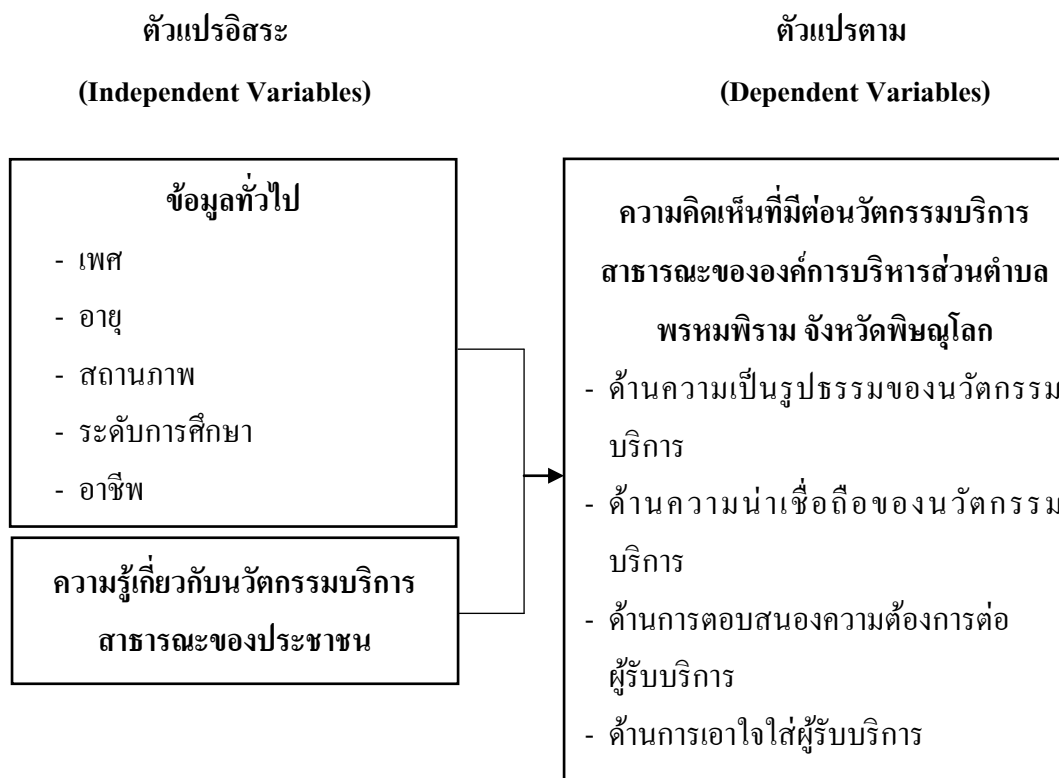 ตัวแปรอิสระ
(Independent Variables)
ข้อมูลทั่วไป
- เพศ
- อายุ
- สถานภาพ
- ระดับการศึกษา
- อาชีพ
ความรู้เกี่ยวกับนวัตกรรมบริการ
สาธารณะของประชาชน
ตัวแปรตาม
(Dependent Variables)
ความคิดเห็นที่มีต่อนวัตกรรมบริการ
สาธารณะขององค์การบริหารส่วนตำบล
พรหมพิราม จังหวัดพิษณุโลก
- ด้านความเป็นรูปธรรมของนวัตกรรม
บริการ
- ด้านความน่าเชื่อถือของนวัตกรรม
บริการ
- ด้านการตอบสนองความต้องการต่อ
ผู้รับบริการ
- ด้านการเอาใจใส่ผู้รับบริการ